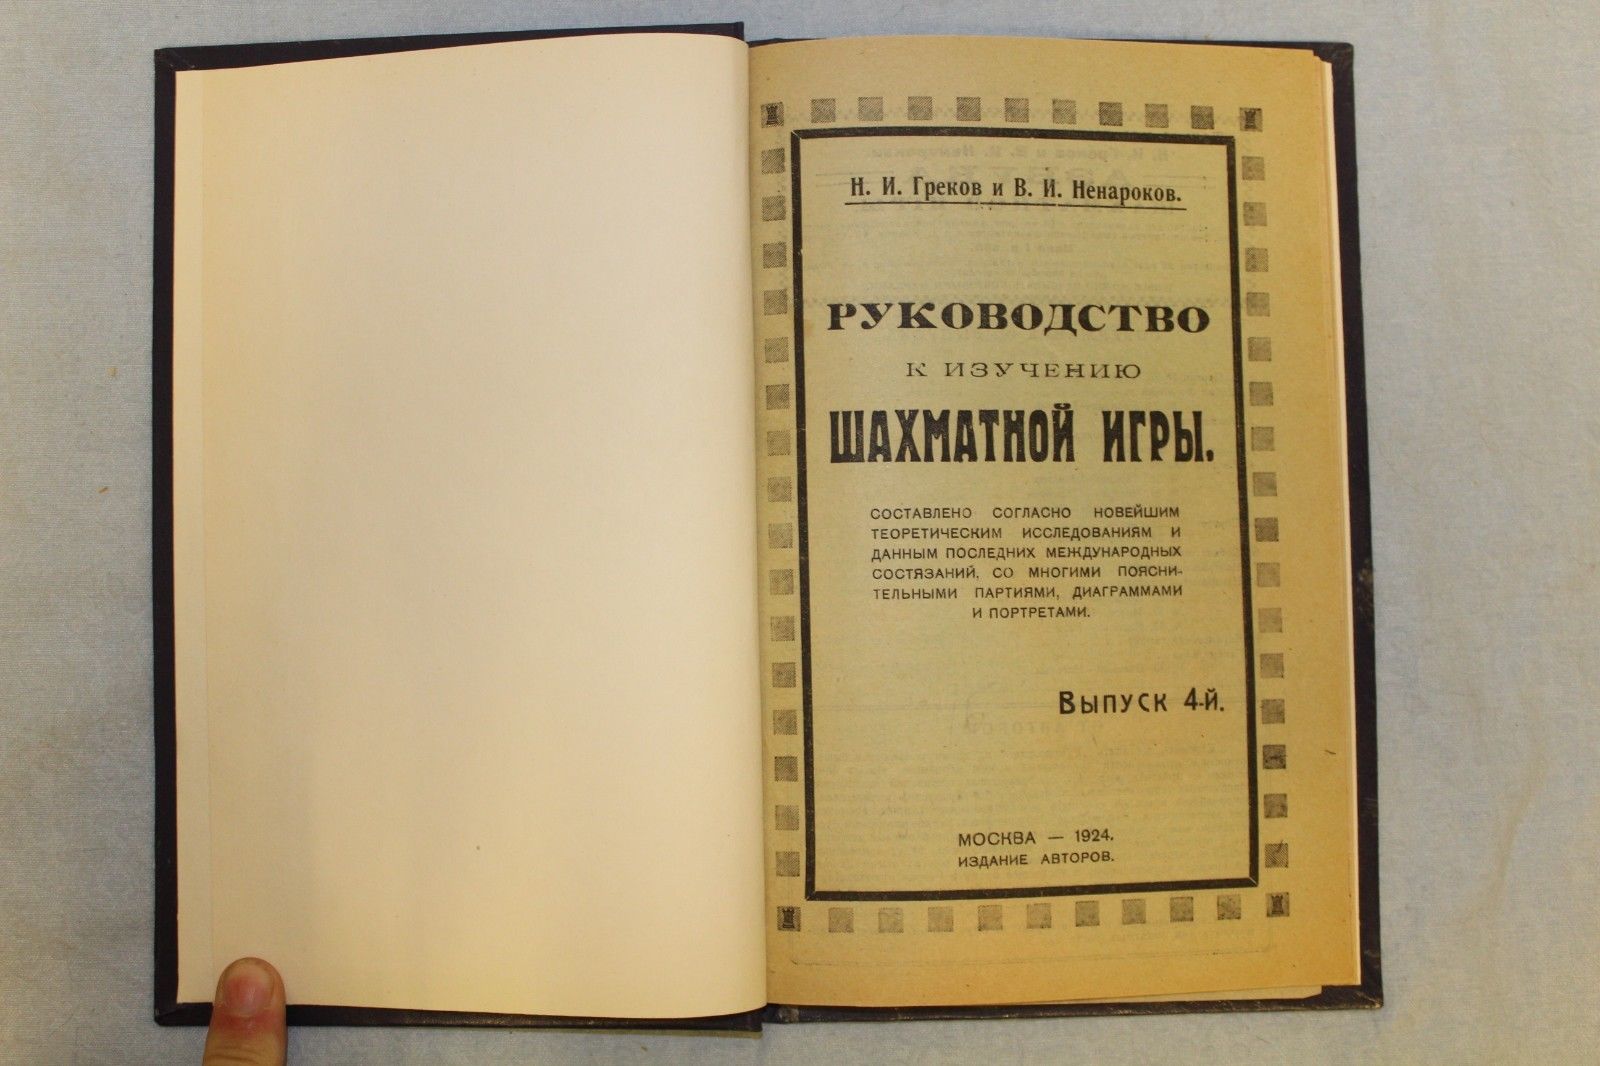 Н. И. Греков и В. И. Ненароков.
РУКОВОДСТВО
К ИЗУЧЕНИЮ
ШАХМАТНОЙ ИГРЫ.
СОСТАВЛЕНО СОГЛАСНО НОВЕЙШИМ
ТЕОРЕТИЧЕСКИМ ИССЛЕДОВАНИЯМ И
ДАННЫМ ПОСЛЕДНИХ МЕЖДУНАРОДНЫХ
СОСТЯЗАНИЙ, СО МНОГИМИ ПОЯСНИ-
ТЕЛЬНЫМИ ПАРТИЯМИ, ДИАГРАММАМИ
И ПОРТРЕТАМИ.
ВЫПУСК 4-Й.
МОСКВА — 1924.
ИЗДАНИЕ АВТОРОВ.